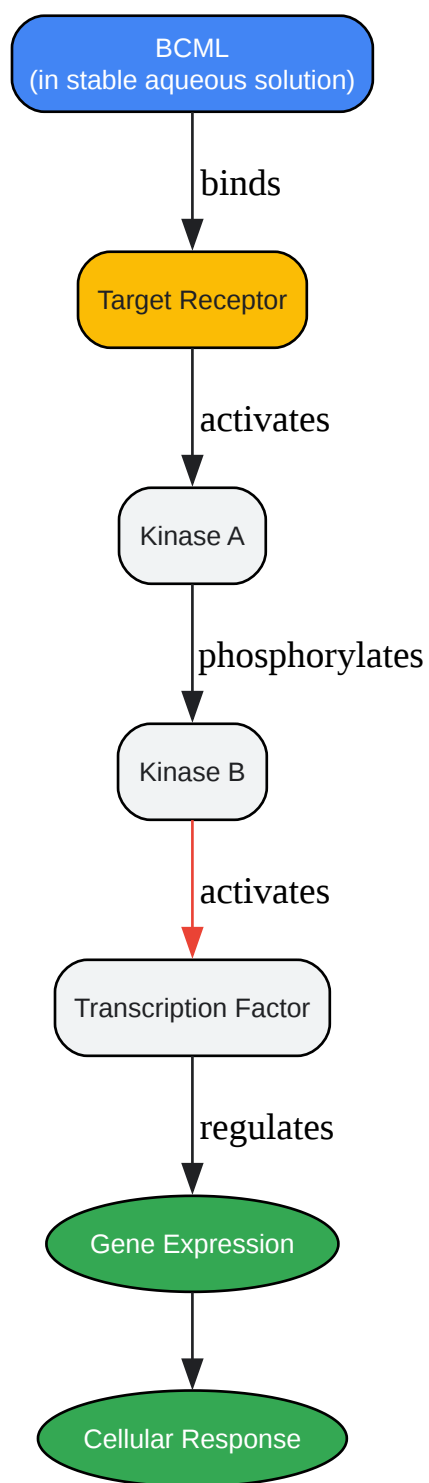 BCML
(in stable aqueous solution)
binds
Target Receptor
activates
Kinase A
phosphorylates
Kinase B
activates
Transcription Factor
regulates
Gene Expression
Cellular Response